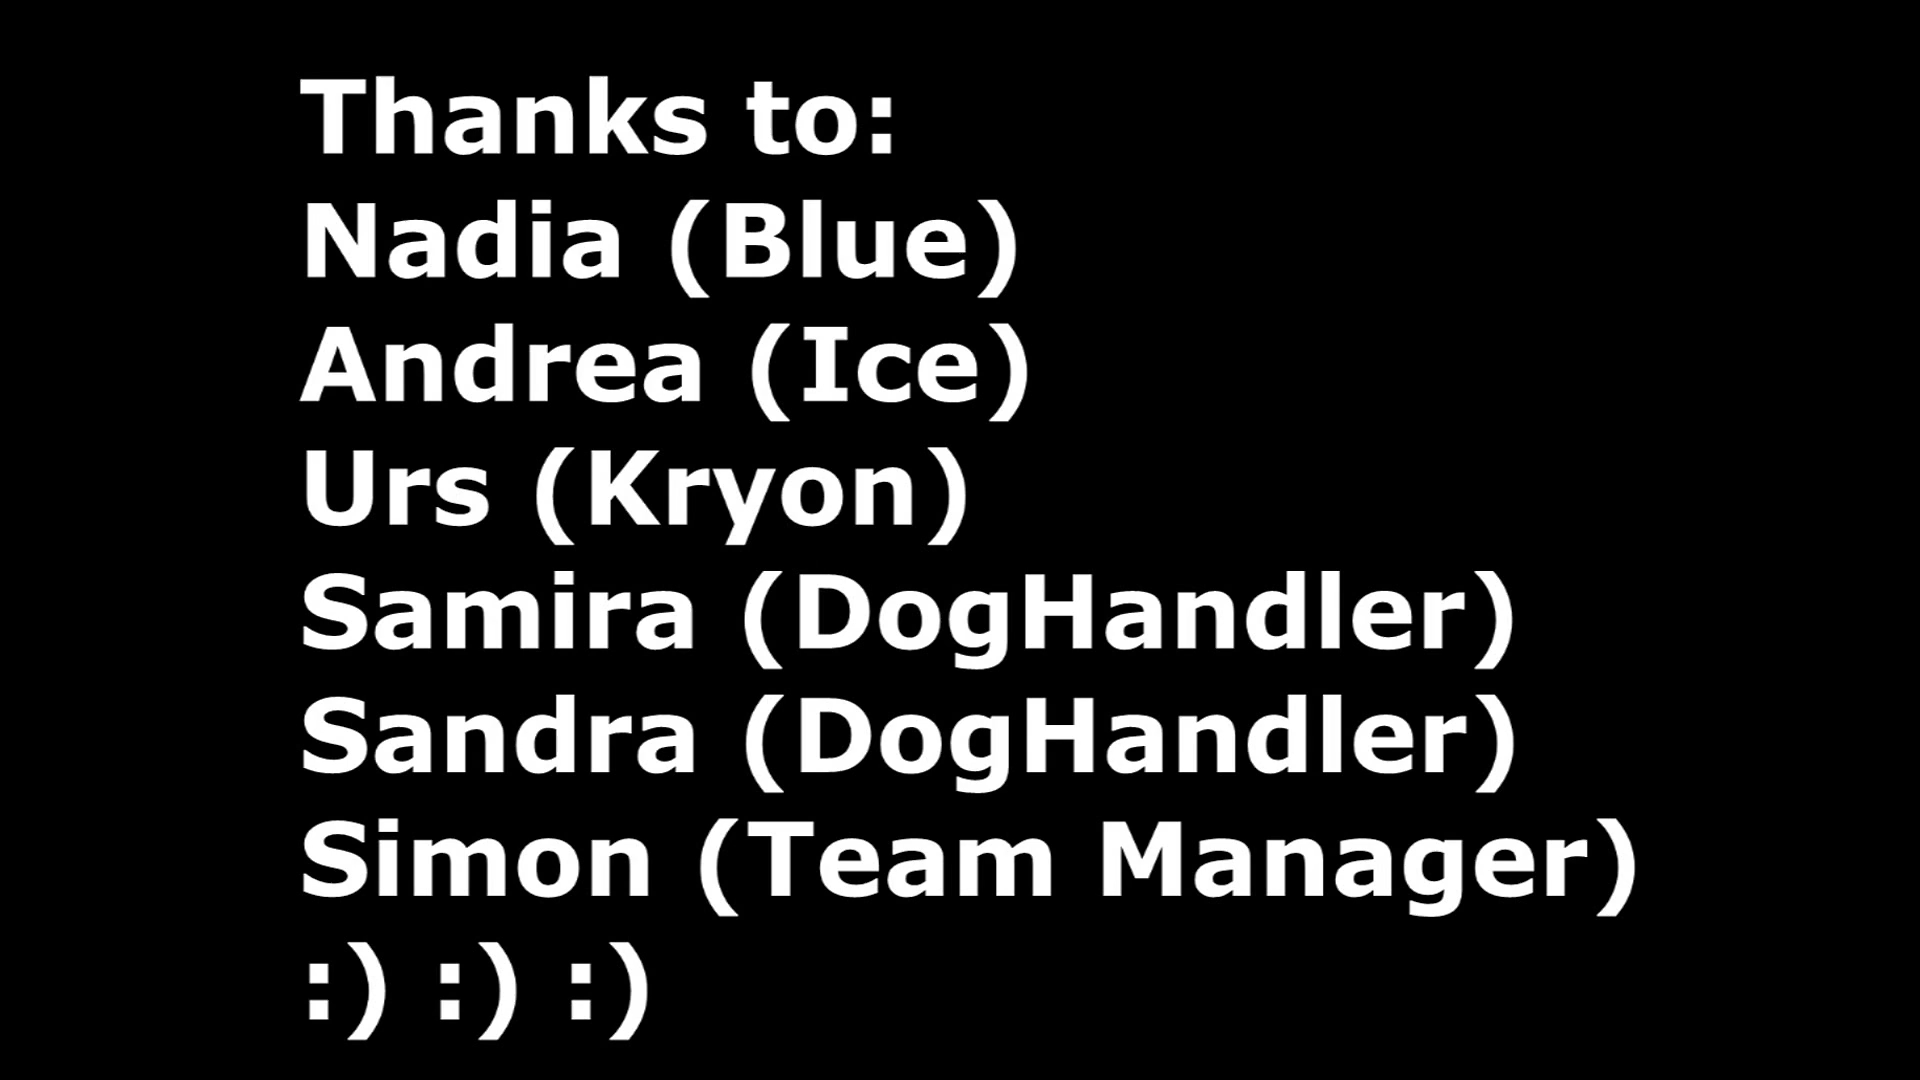 Thanks to:
Nadia (Blue)
Andrea (Ice)
Urs (Kryon)
Samira (DogHandler)
Sandra (DogHandler)
Simon (Team Manager)
:) :) :)